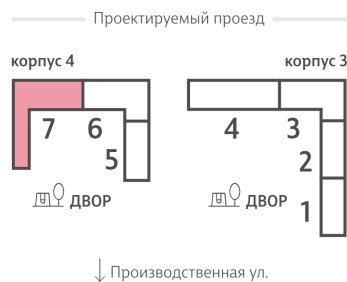 Проектируемый проезд
корпус 4
корпус 3
7
6
5
4
3
2
1
ДВОР
ДВОР
Производственная ул.